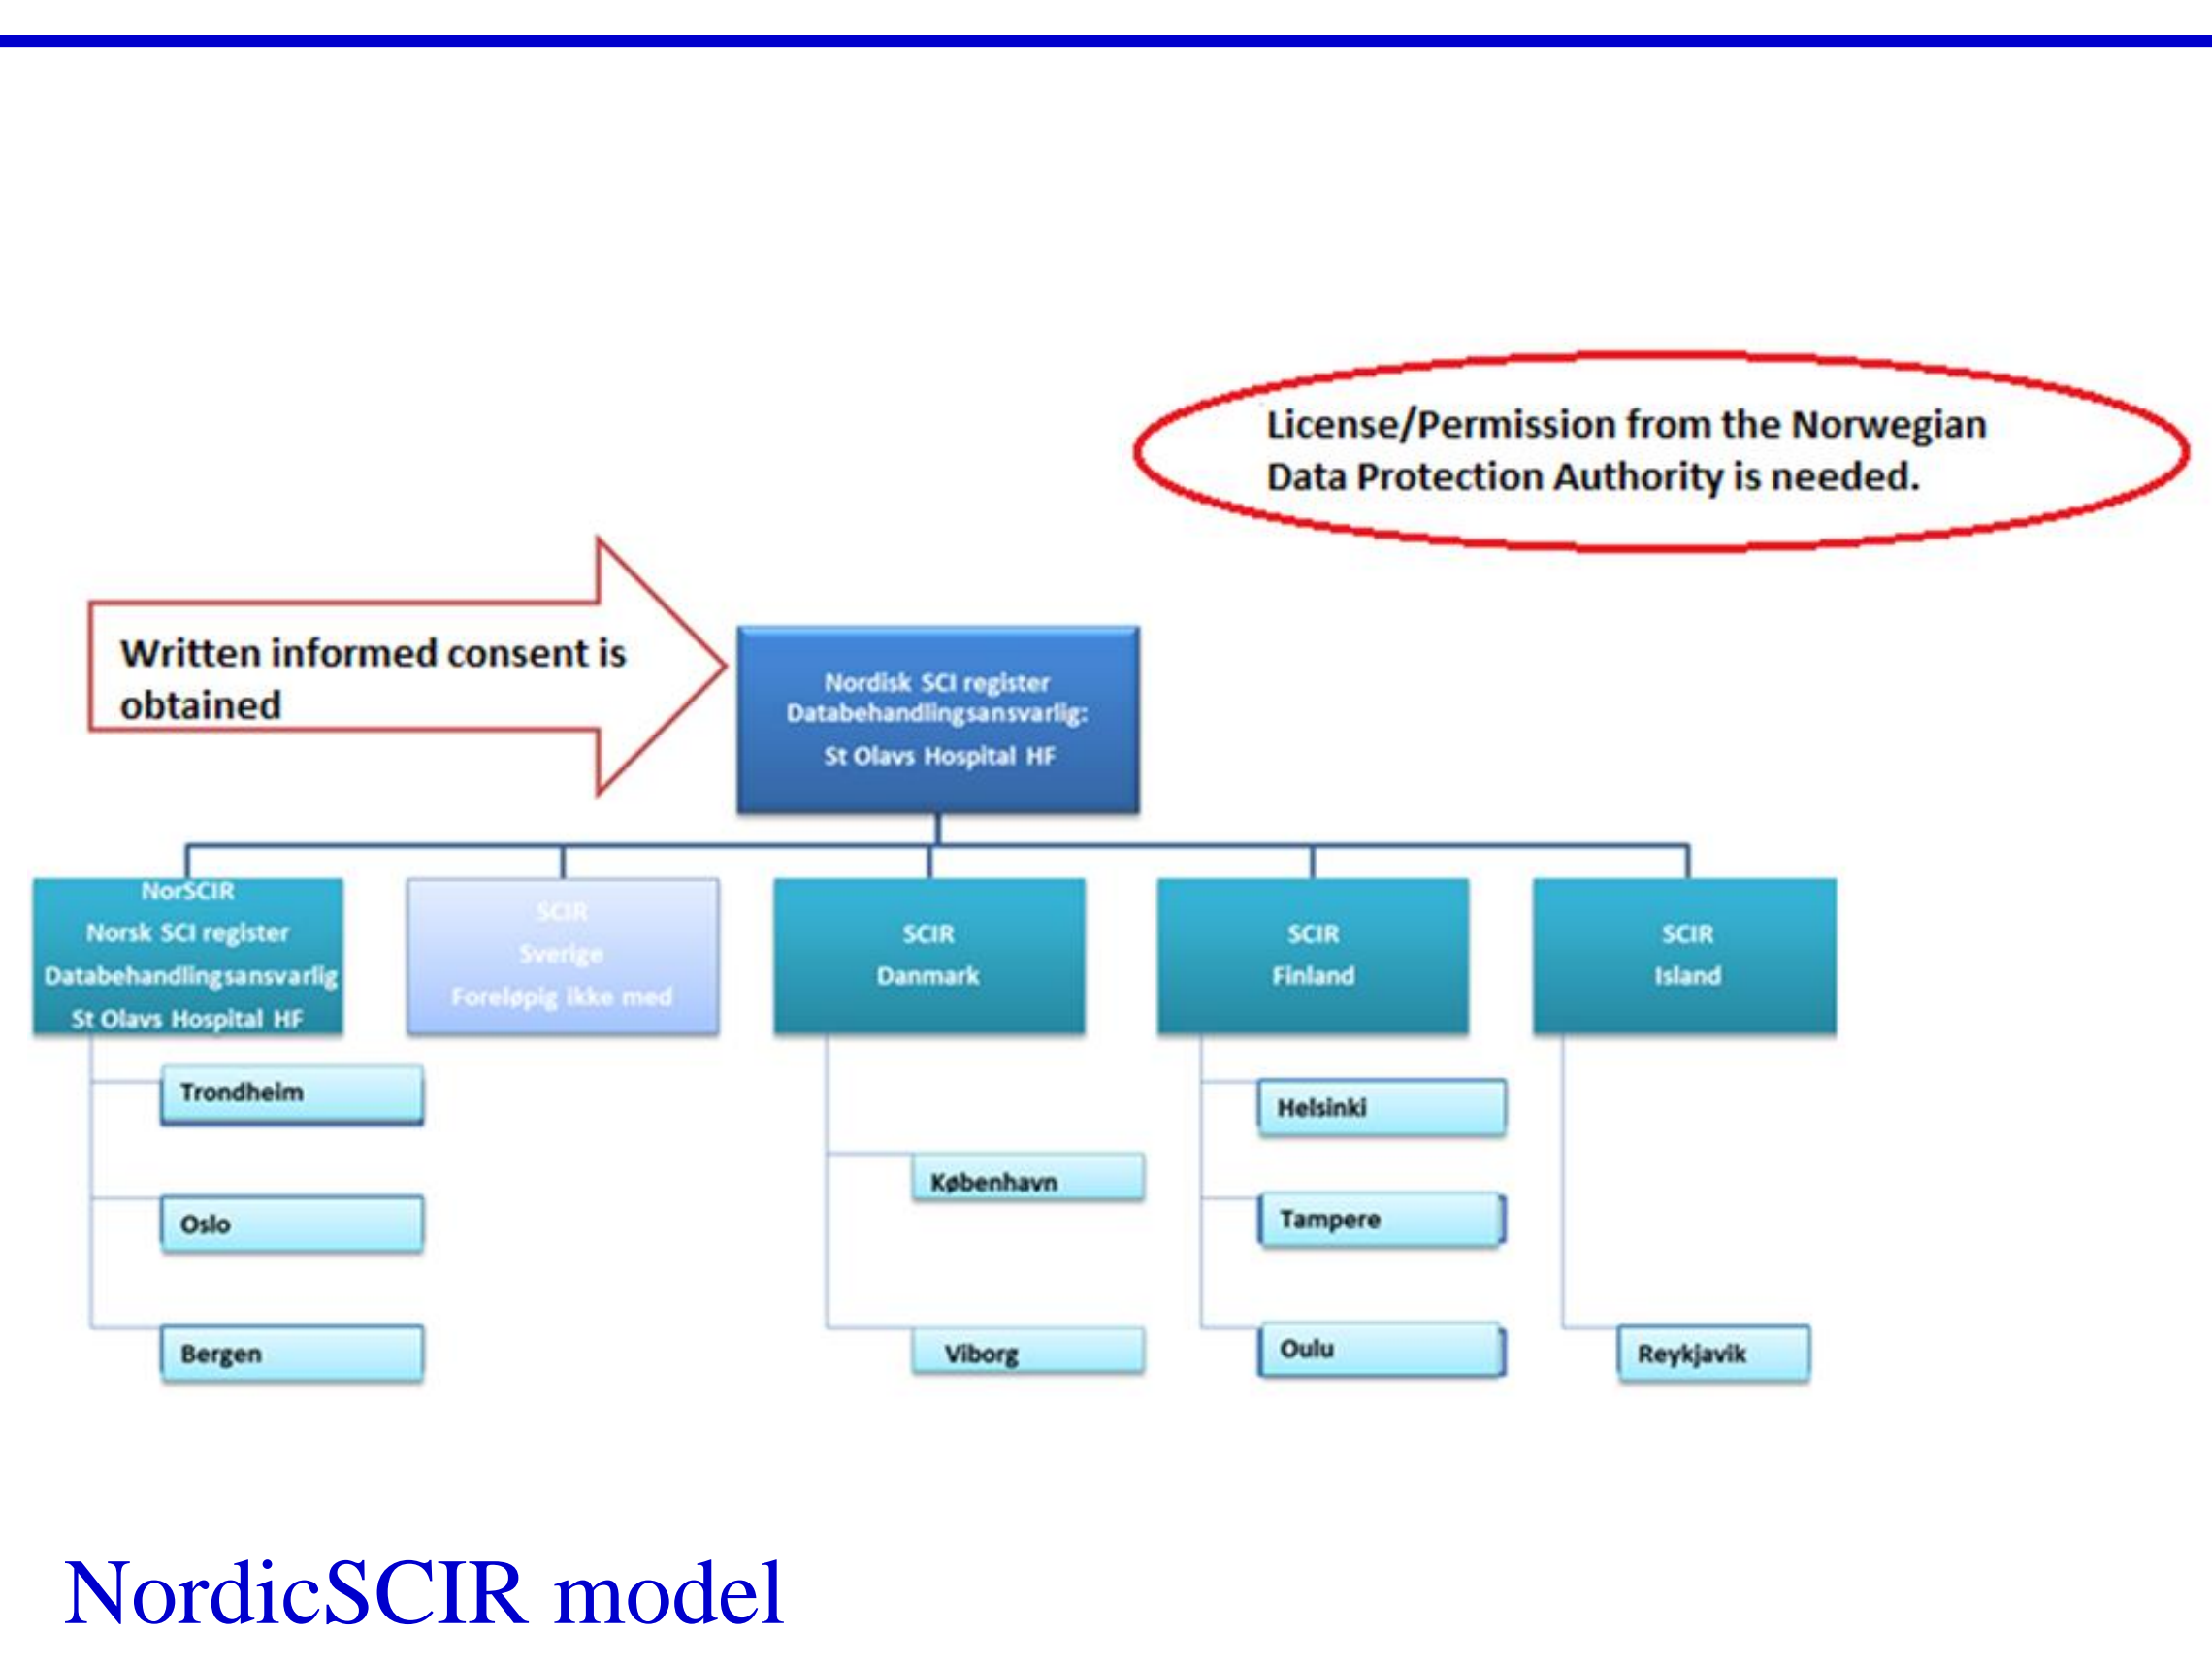 License/Permission from the Norwegian
Data Protection Authority is needed.
Written informed consent is
obtained
Nordisk SCI register
Databehandlingsansvarlig:
St Olavs Hospital HF
NorSCIR
Norsk SCI register
Databehandlingsansvarlig
St Olavs Hospital HF
SCIR
Sverige
Foreløpig ikke med
SCIR
Danmark
SCIR
Finland
SCIR
Island
Trondheim
Oslo
Bergen
København
Viborg
Helsinki
Tampere
Oulu
Reykjavik
NordicSCIR model